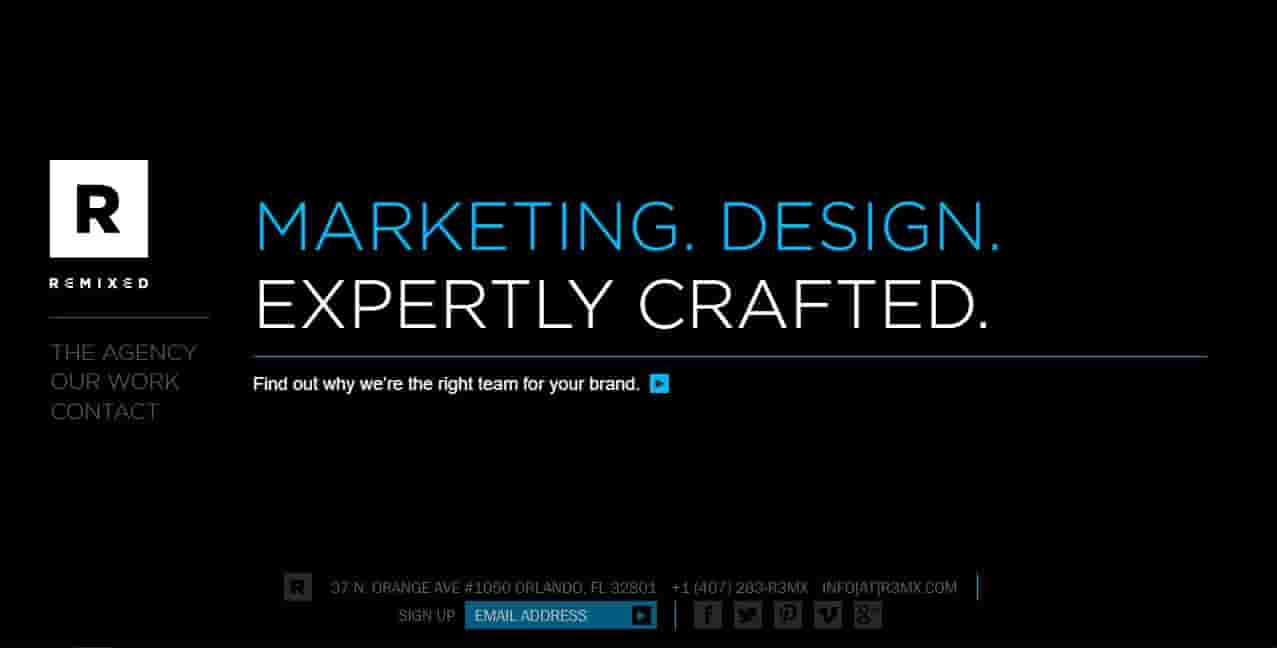 R
REMIXED
THE AGENCY
OUR WORK
CONTACT
MARKETING. DESIGN.
EXPERTLY CRAFTED.
Find out why we're the right team for your brand.
R 37 N. ORANGE AVE #1050 ORLANDO, FL 32801 +1 (407) 283-R3MX INFO[AT]R3MX.COM
SIGN UP EMAIL ADDRESS